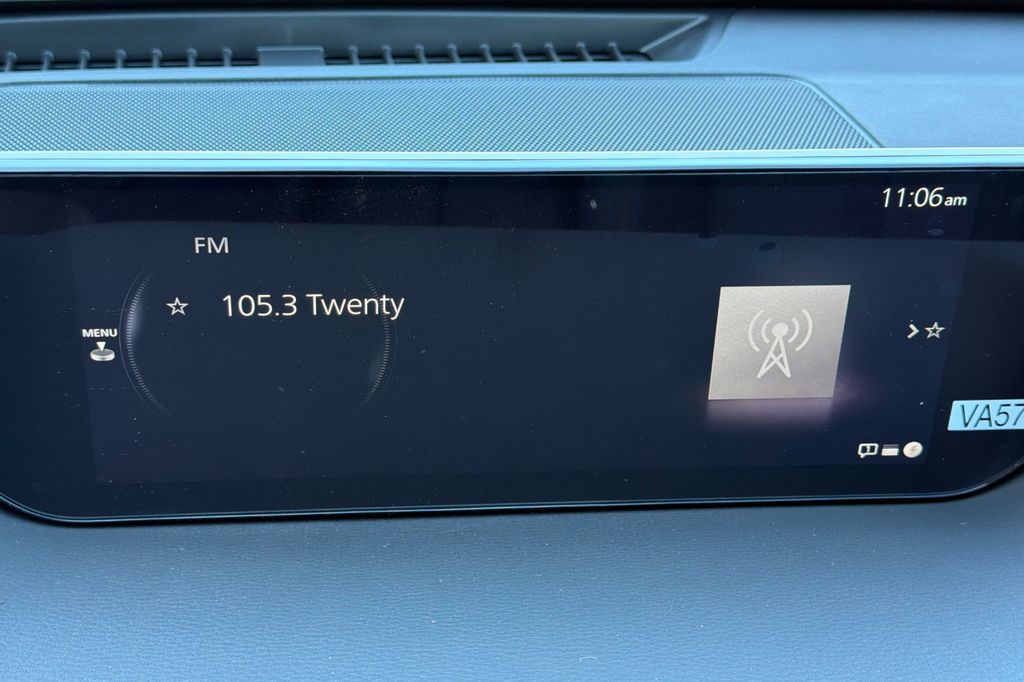 11:06am
FM
105.3 Twenty
MENU
VA57